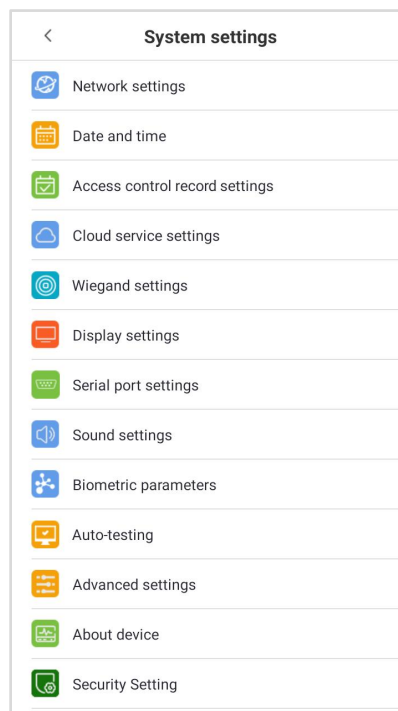 System settings
Network settings
Date and time
Access control record settings
Cloud service settings
Wiegand settings
Display settings
Serial port settings
Sound settings
Biometric parameters
Auto-testing
Advanced settings
About device
Security Setting